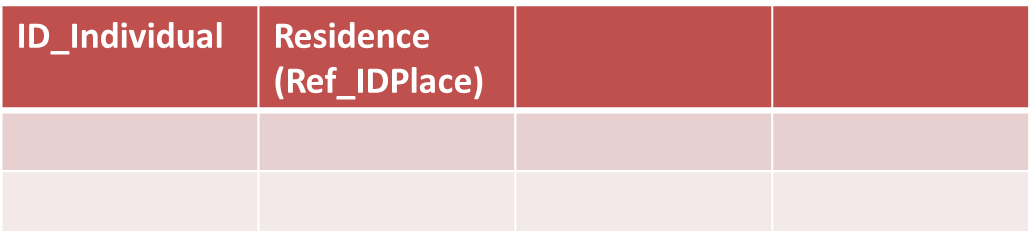 ID_Individual
Residence
(Ref_IDPlace)